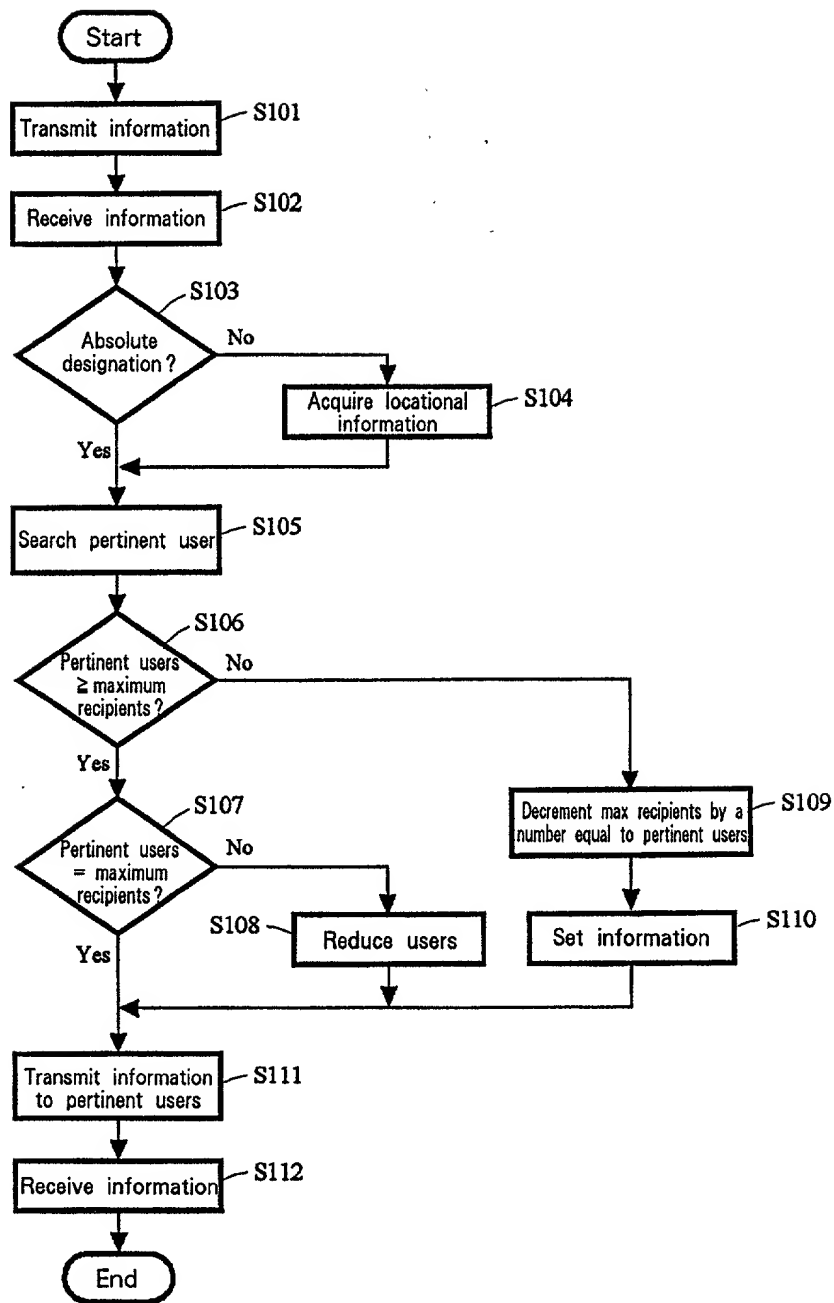 Start
Transmit information
S101
Receive information
S102
S103
Absolute
designation?
No
Yes
Acquire locational
information
S104
Search pertinent user
S105
S106
Pertinent users
≧ maximum
recipients?
No
Yes
S107
Pertinent users
= maximum
recipients?
No
Yes
S108
Reduce users
Decrement max recipients by a
number equal to pertinent users
S109
Set information
S110
Transmit information
to pertinent users
S111
Receive information
S112
End